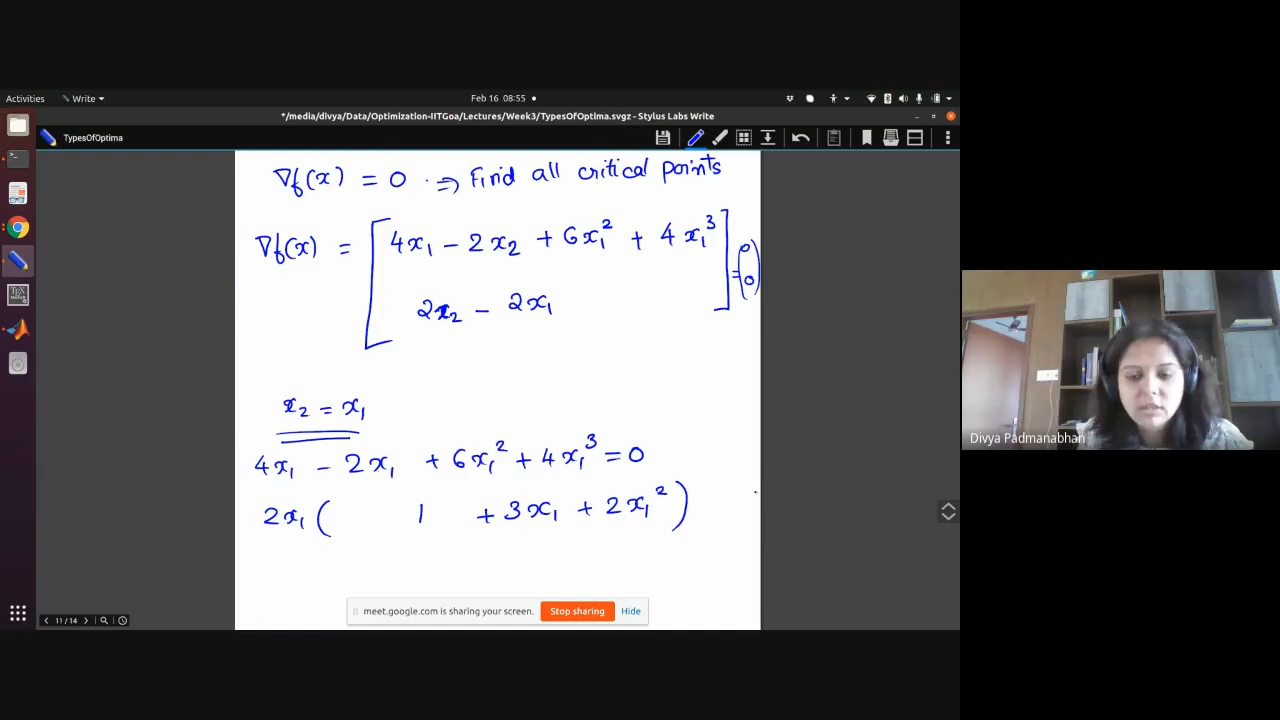 Activities Write Feb 16 08:55
*/media/divya/Data/Optimization-IITGoa/Lectures/Week3/TypesOfOptima.svgz - Stylus Labs Write
TypesOfOptima
∇f(x) = 0 ⇒ Find all critical points
∇f(x) = [ 4x₁ − 2x₂ + 6x₁² + 4x₁³
2x₂ − 2x₁ ] = (0 0)
x₂ = x₁
4x₁ − 2x₁ + 6x₁² + 4x₁³ = 0
2x₁ ( 1 + 3x₁ + 2x₁² )
Divya Padmanabhan
meet.google.com is sharing your screen. Stop sharing Hide
11 / 14